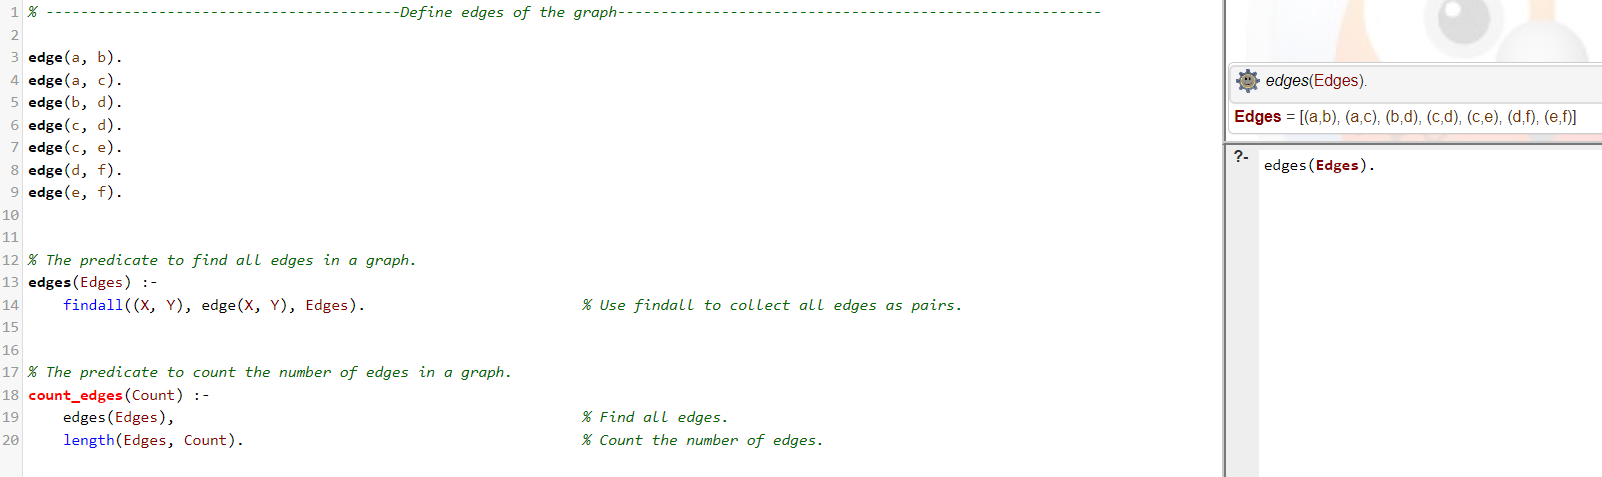 1 % -----------------------------------------Define edges of the graph--------------------------------------------------------
2
3 edge(a, b).
4 edge(a, c).
5 edge(b, d).
6 edge(c, d).
7 edge(c, e).
8 edge(d, f).
9 edge(e, f).
10
11
12 % The predicate to find all edges in a graph.
13 edges(Edges) :-
14 findall((X, Y), edge(X, Y), Edges). % Use findall to collect all edges as pairs.
15
16
17 % The predicate to count the number of edges in a graph.
18 count_edges(Count) :-
19 edges(Edges), % Find all edges.
20 length(Edges, Count). % Count the number of edges.
edges(Edges).
Edges = [(a,b), (a,c), (b,d), (c,d), (c,e), (d,f), (e,f)]
?- edges(Edges).